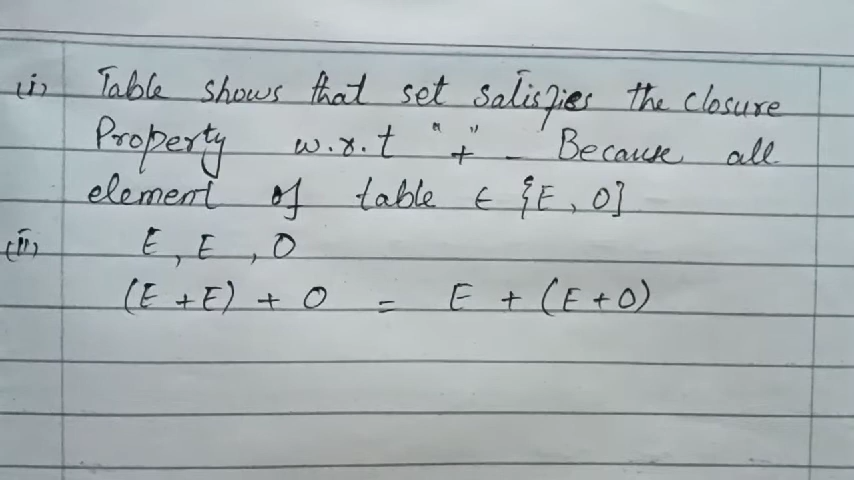 (i) Table shows that set satisfies the closure
Property w.r.t "+" - Because all
element of table ∈ {E, O}
(ii) E, E, O
(E + E) + O = E + (E + O)